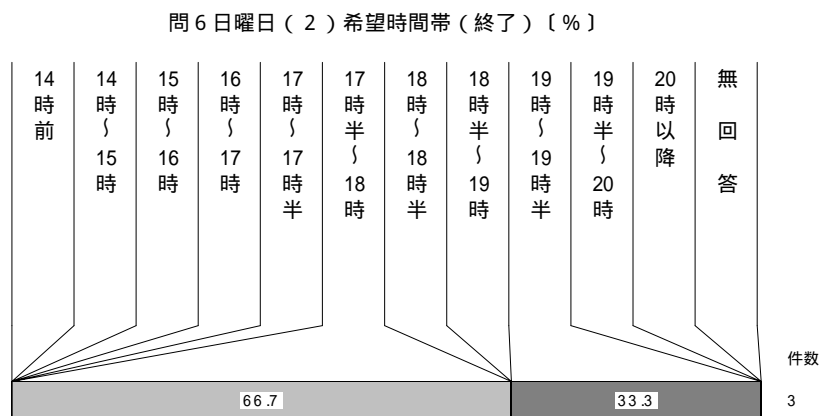 問6日曜日(2)希望時間帯(終了)〔%〕
14時前
14時~15時
15時~16時
16時~17時
17時~17時半
17時半~18時
18時~18時半
18時半~19時
19時~19時半
19時半~20時
20時以降
無回答
件数
66.7
33.3
3